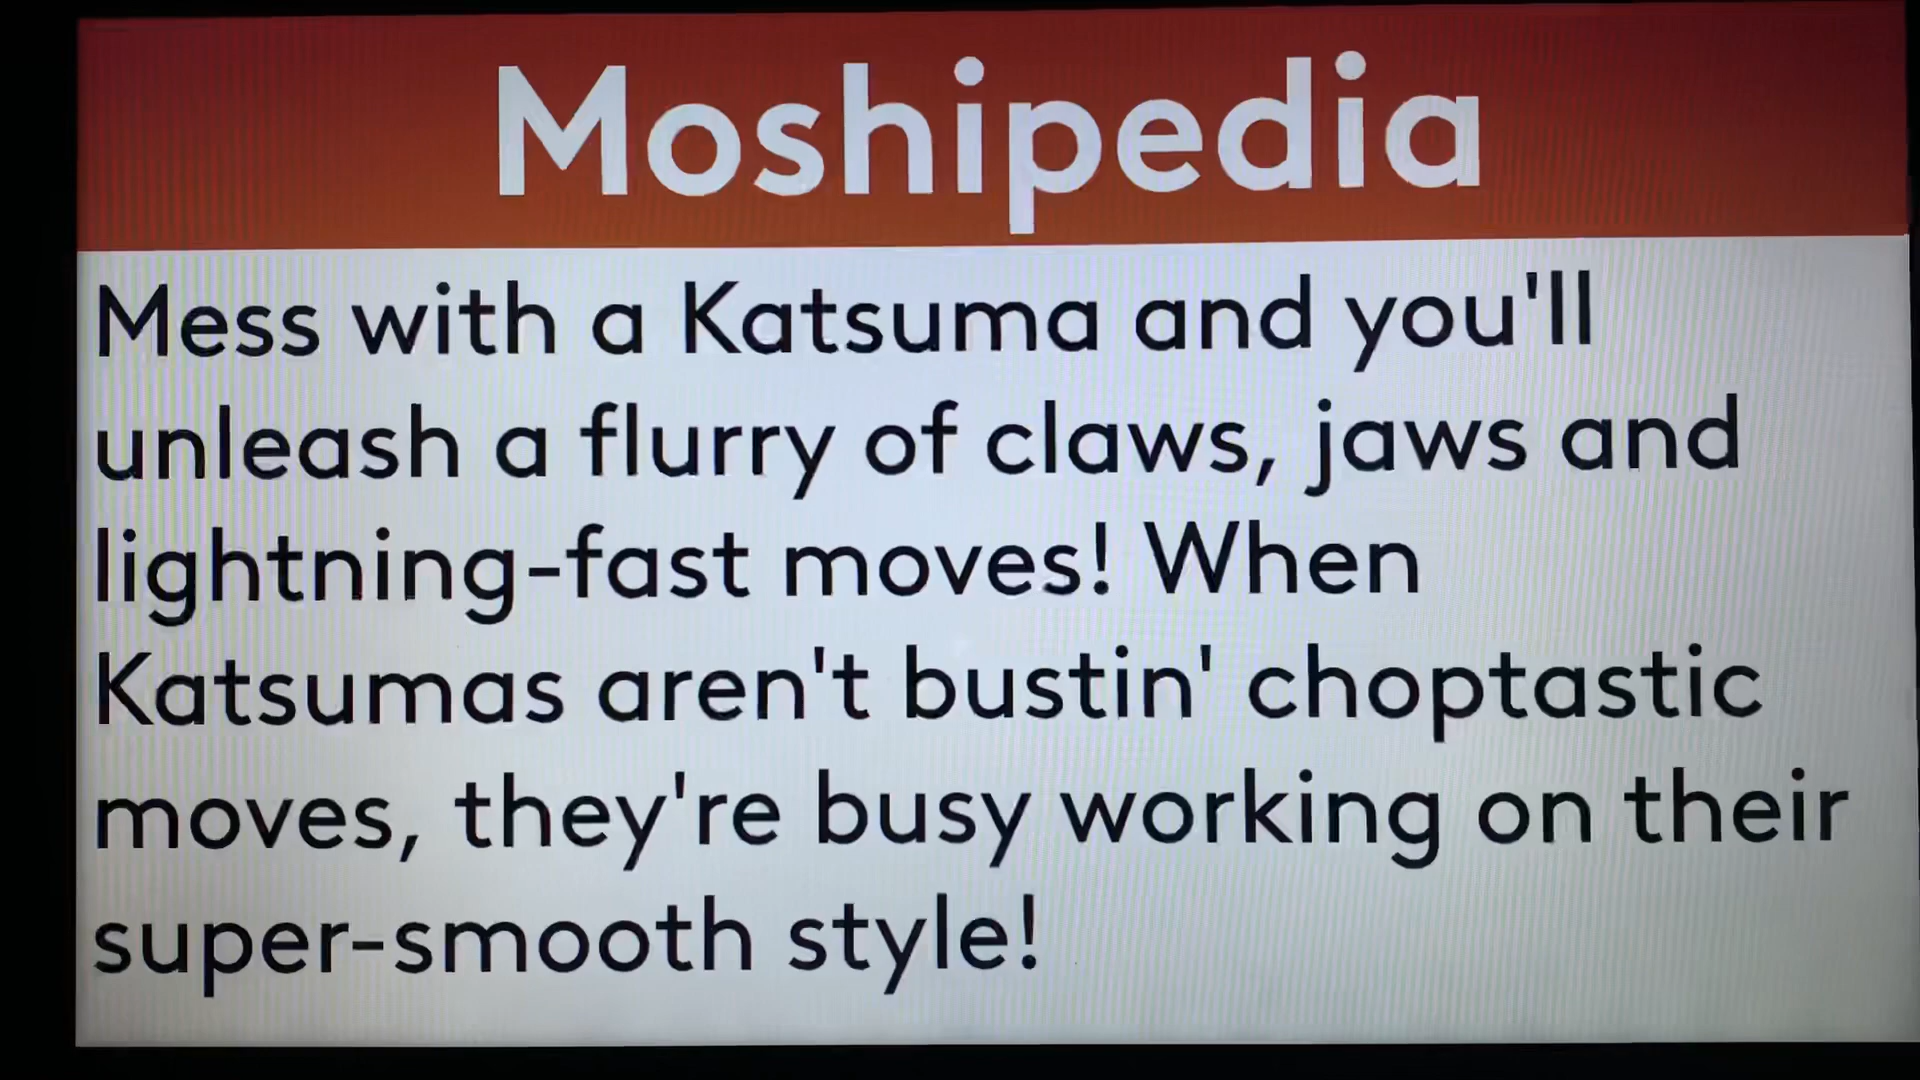 Moshipedia
Mess with a Katsuma and you'll
unleash a flurry of claws, jaws and
lightning-fast moves! When
Katsumas aren't bustin' choptastic
moves, they're busy working on their
super-smooth style!